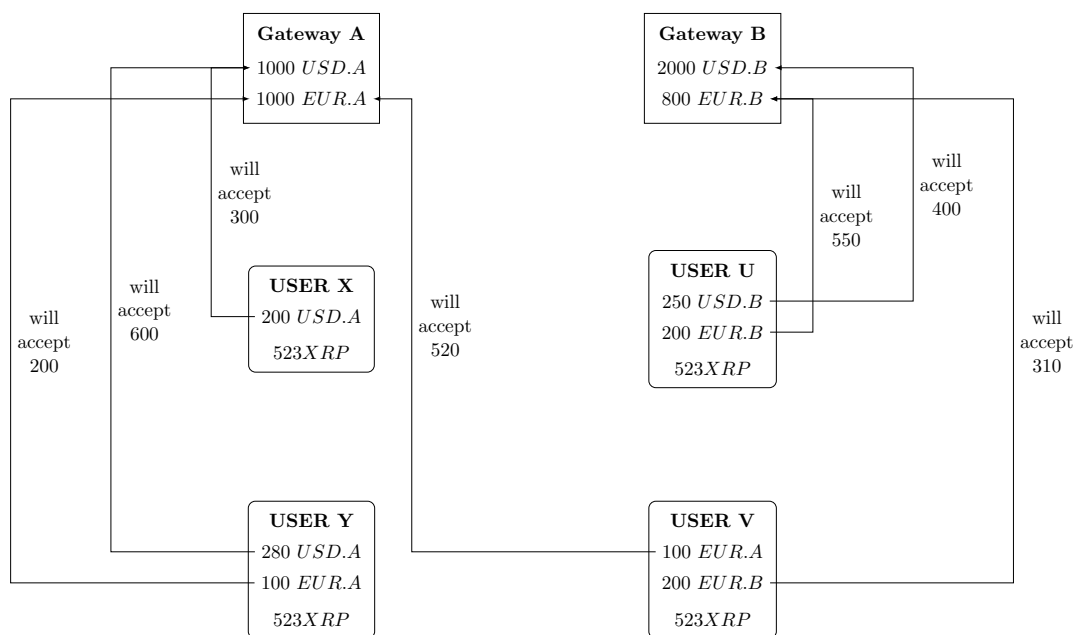 Gateway A
1000 USD.A
1000 EUR.A
Gateway B
2000 USD.B
800 EUR.B
will
accept
300
will
accept
400
will
accept
550
USER X
200 USD.A
523XRP
USER U
250 USD.B
200 EUR.B
523XRP
will
accept
200
will
accept
600
will
accept
520
will
accept
310
USER Y
280 USD.A
100 EUR.A
523XRP
USER V
100 EUR.A
200 EUR.B
523XRP